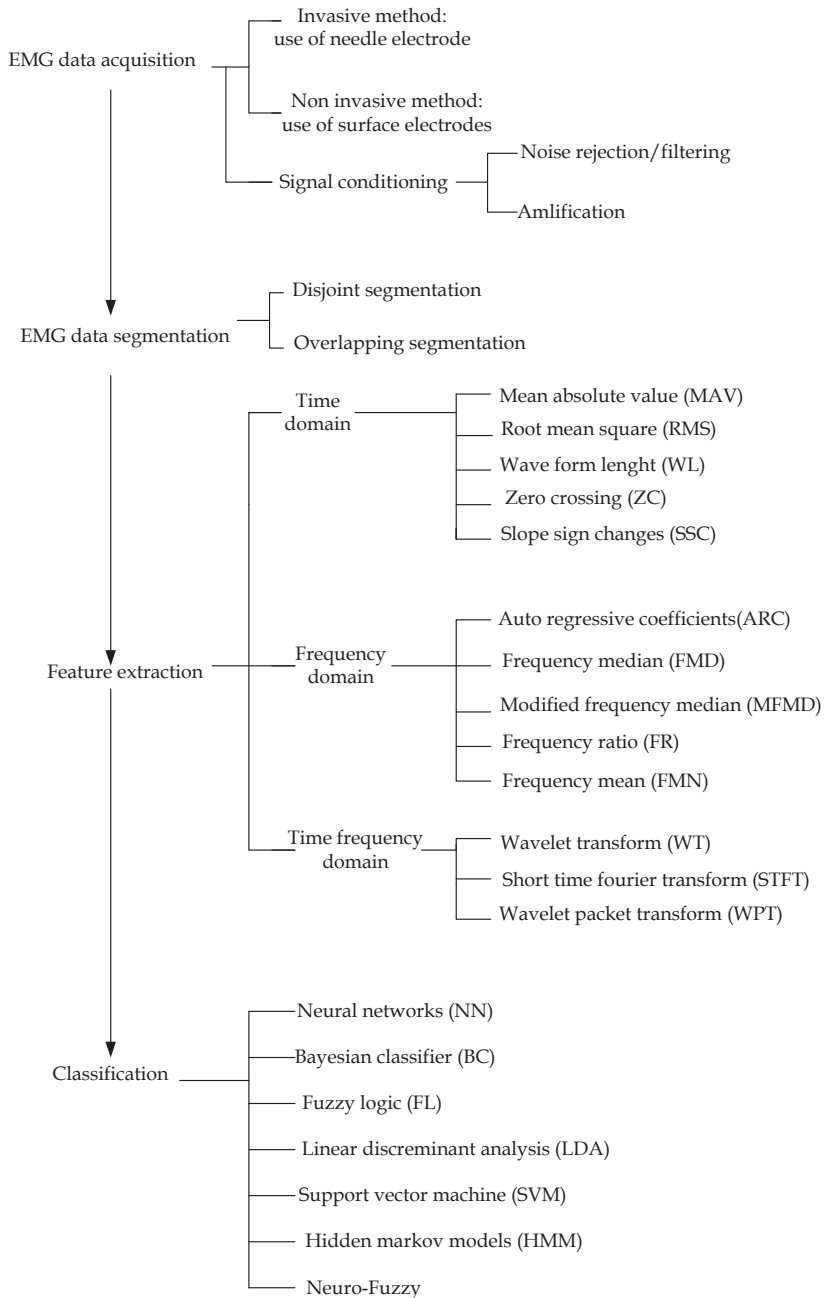 Invasive method:
use of needle electrode
EMG data acquisition
Non invasive method:
use of surface electrodes
Noise rejection/filtering
Signal conditioning
Amlification
Disjoint segmentation
EMG data segmentation
Overlapping segmentation
Time
domain
Mean absolute value (MAV)
Root mean square (RMS)
Wave form lenght (WL)
Zero crossing (ZC)
Slope sign changes (SSC)
Feature extraction
Frequency
domain
Auto regressive coefficients(ARC)
Frequency median (FMD)
Modified frequency median (MFMD)
Frequency ratio (FR)
Frequency mean (FMN)
Time frequency
domain
Wavelet transform (WT)
Short time fourier transform (STFT)
Wavelet packet transform (WPT)
Classification
Neural networks (NN)
Bayesian classifier (BC)
Fuzzy logic (FL)
Linear discreminant analysis (LDA)
Support vector machine (SVM)
Hidden markov models (HMM)
Neuro-Fuzzy